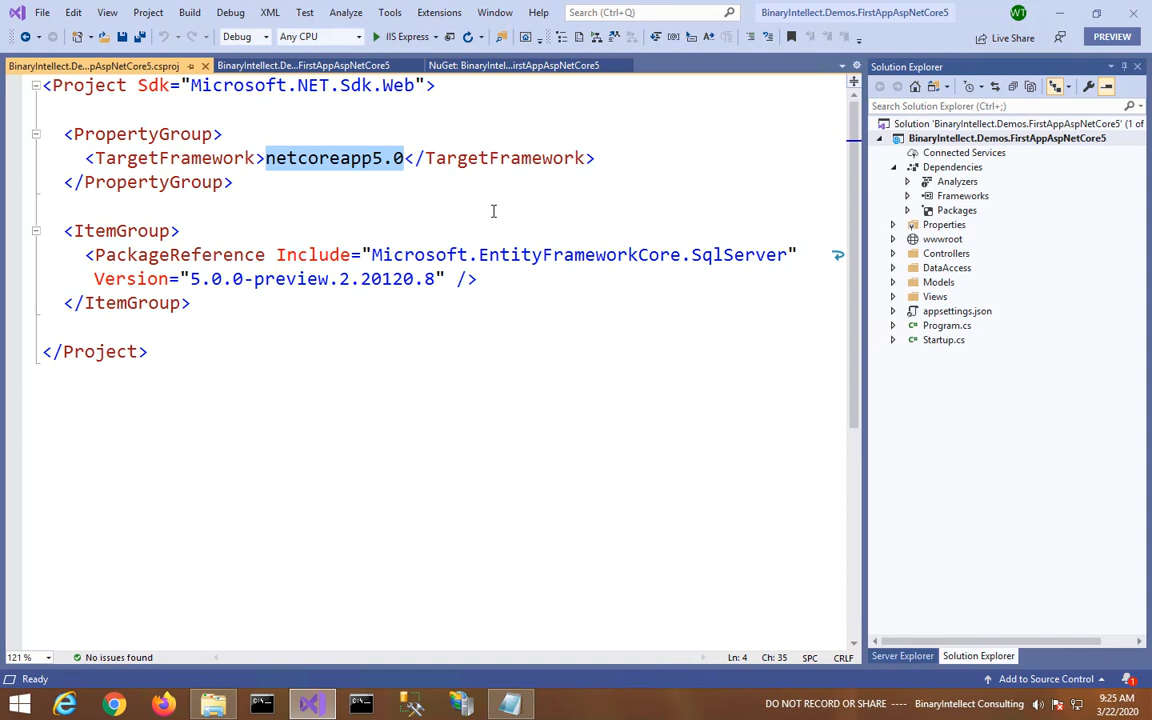 File Edit View Project Build Debug XML Test Analyze Tools Extensions Window Help Search (Ctrl+Q) BinaryIntellect.Demos.FirstAppAspNetCore5 WT
Debug Any CPU IIS Express Live Share PREVIEW
BinaryIntellect.De...pAspNetCore5.csproj BinaryIntellect.De...FirstAppAspNetCore5 NuGet: BinaryIntel...irstAppAspNetCore5
<Project Sdk="Microsoft.NET.Sdk.Web">
<PropertyGroup>
<TargetFramework>netcoreapp5.0</TargetFramework>
</PropertyGroup>
<ItemGroup>
<PackageReference Include="Microsoft.EntityFrameworkCore.SqlServer"
Version="5.0.0-preview.2.20120.8" />
</ItemGroup>
</Project>
Solution Explorer
Search Solution Explorer (Ctrl+;)
Solution 'BinaryIntellect.Demos.FirstAppAspNetCore5' (1 of
BinaryIntellect.Demos.FirstAppAspNetCore5
Connected Services
Dependencies
Analyzers
Frameworks
Packages
Properties
wwwroot
Controllers
DataAccess
Models
Views
appsettings.json
Program.cs
Startup.cs
121 % No issues found Ln: 4 Ch: 35 SPC CRLF
Server Explorer Solution Explorer
Ready Add to Source Control 1
DO NOT RECORD OR SHARE ---- BinaryIntellect Consulting
9:25 AM
3/22/2020